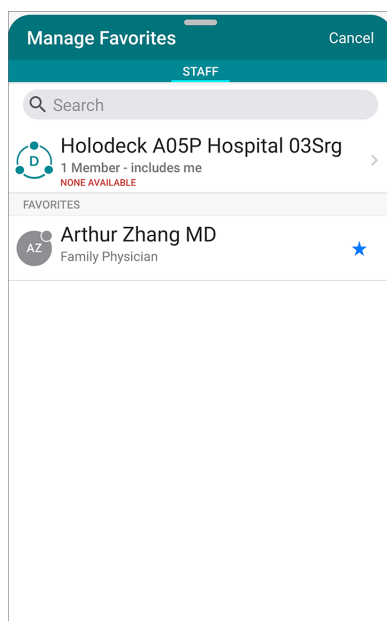 Manage Favorites
Cancel
STAFF
Search
D
Holodeck A05P Hospital 03Srg
1 Member - includes me
NONE AVAILABLE
FAVORITES
AZ
Arthur Zhang MD
Family Physician